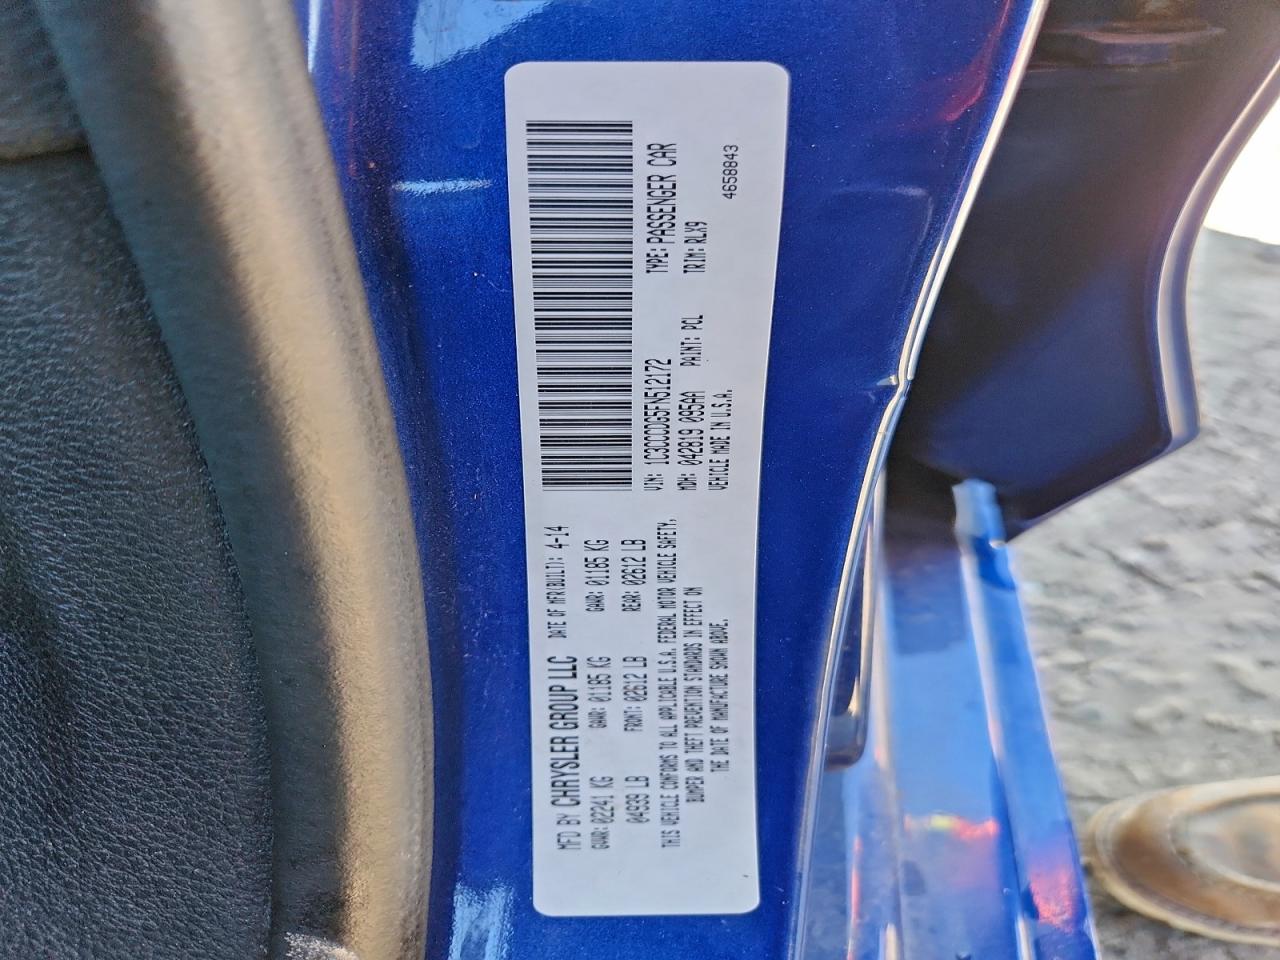 MFD BY CHRYSLER GROUP LLC DATE OF MFR(BUILT): 4-14
GVWR: 02241 KG GAWR: 01185 KG GAWR: 01185 KG
04939 LB FRONT: 02612 LB REAR: 02612 LB
THIS VEHICLE CONFORMS TO ALL APPLICABLE U.S.A. FEDERAL MOTOR VEHICLE SAFETY,
BUMPER AND THEFT PREVENTION STANDARDS IN EFFECT ON
THE DATE OF MANUFACTURE SHOWN ABOVE.
VIN: 1C3CCCDG5FN512172 TYPE: PASSENGER CAR
MDH: 042819 095AA PAINT: PCL TRIM: RLX9
VEHICLE MADE IN U.S.A. 4658843